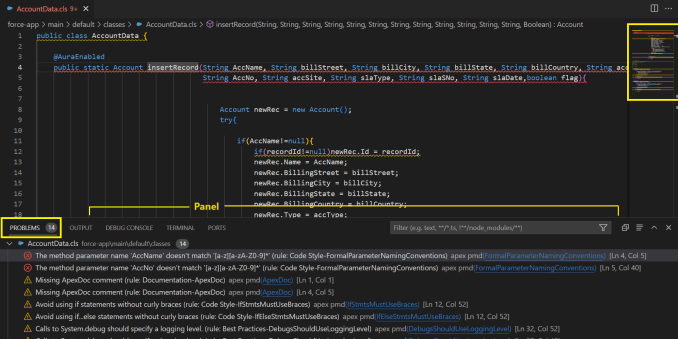 AccountData.cls 9+ ×
force-app > main > default > classes > AccountData.cls > insertRecord(String, String, String, String, String, String, String, String, String, String, String, Boolean) : Account
1 public class AccountData {
2
3 @AuraEnabled
4 public static Account insertRecord(String AccName, String billStreet, String billCity, String billState, String billCountry, String acc
5 String AccNo, String accSite, String slaType, String slaSNo, String slaDate,boolean flag){
6
7
8 Account newRec = new Account();
9 try{
10
11 if(AccName!=null){
12 if(recordId!=null)newRec.Id = recordId;
13 newRec.Name = AccName;
14 newRec.BillingStreet = billStreet;
15 newRec.BillingCity = billCity;
16 newRec.BillingState = billState;
17 newRec.BillingCountry = billCountry;
18 newRec.Type = accType;
Panel
PROBLEMS 14 OUTPUT DEBUG CONSOLE TERMINAL PORTS Filter (e.g. text, **/*.ts, !**/node_modules/**)
AccountData.cls force-app\main\default\classes 14
The method parameter name 'AccName' doesn't match '[a-z][a-zA-Z0-9]*' (rule: Code Style-FormalParameterNamingConventions) apex pmd(FormalParameterNamingConventions) [Ln 4, Col 5]
The method parameter name 'AccNo' doesn't match '[a-z][a-zA-Z0-9]*' (rule: Code Style-FormalParameterNamingConventions) apex pmd(FormalParameterNamingConventions) [Ln 5, Col 40]
Missing ApexDoc comment (rule: Documentation-ApexDoc) apex pmd(ApexDoc) [Ln 1, Col 1]
Missing ApexDoc comment (rule: Documentation-ApexDoc) apex pmd(ApexDoc) [Ln 4, Col 5]
Avoid using if statements without curly braces (rule: Code Style-IfStmtsMustUseBraces) apex pmd(IfStmtsMustUseBraces) [Ln 12, Col 52]
Avoid using if...else statements without curly braces (rule: Code Style-IfElseStmtsMustUseBraces) apex pmd(IfElseStmtsMustUseBraces) [Ln 12, Col 52]
Calls to System.debug should specify a logging level (rule: Best Practices-DebugsShouldUseLoggingLevel) apex pmd(DebugsShouldUseLoggingLevel) [Ln 32, Col 52]